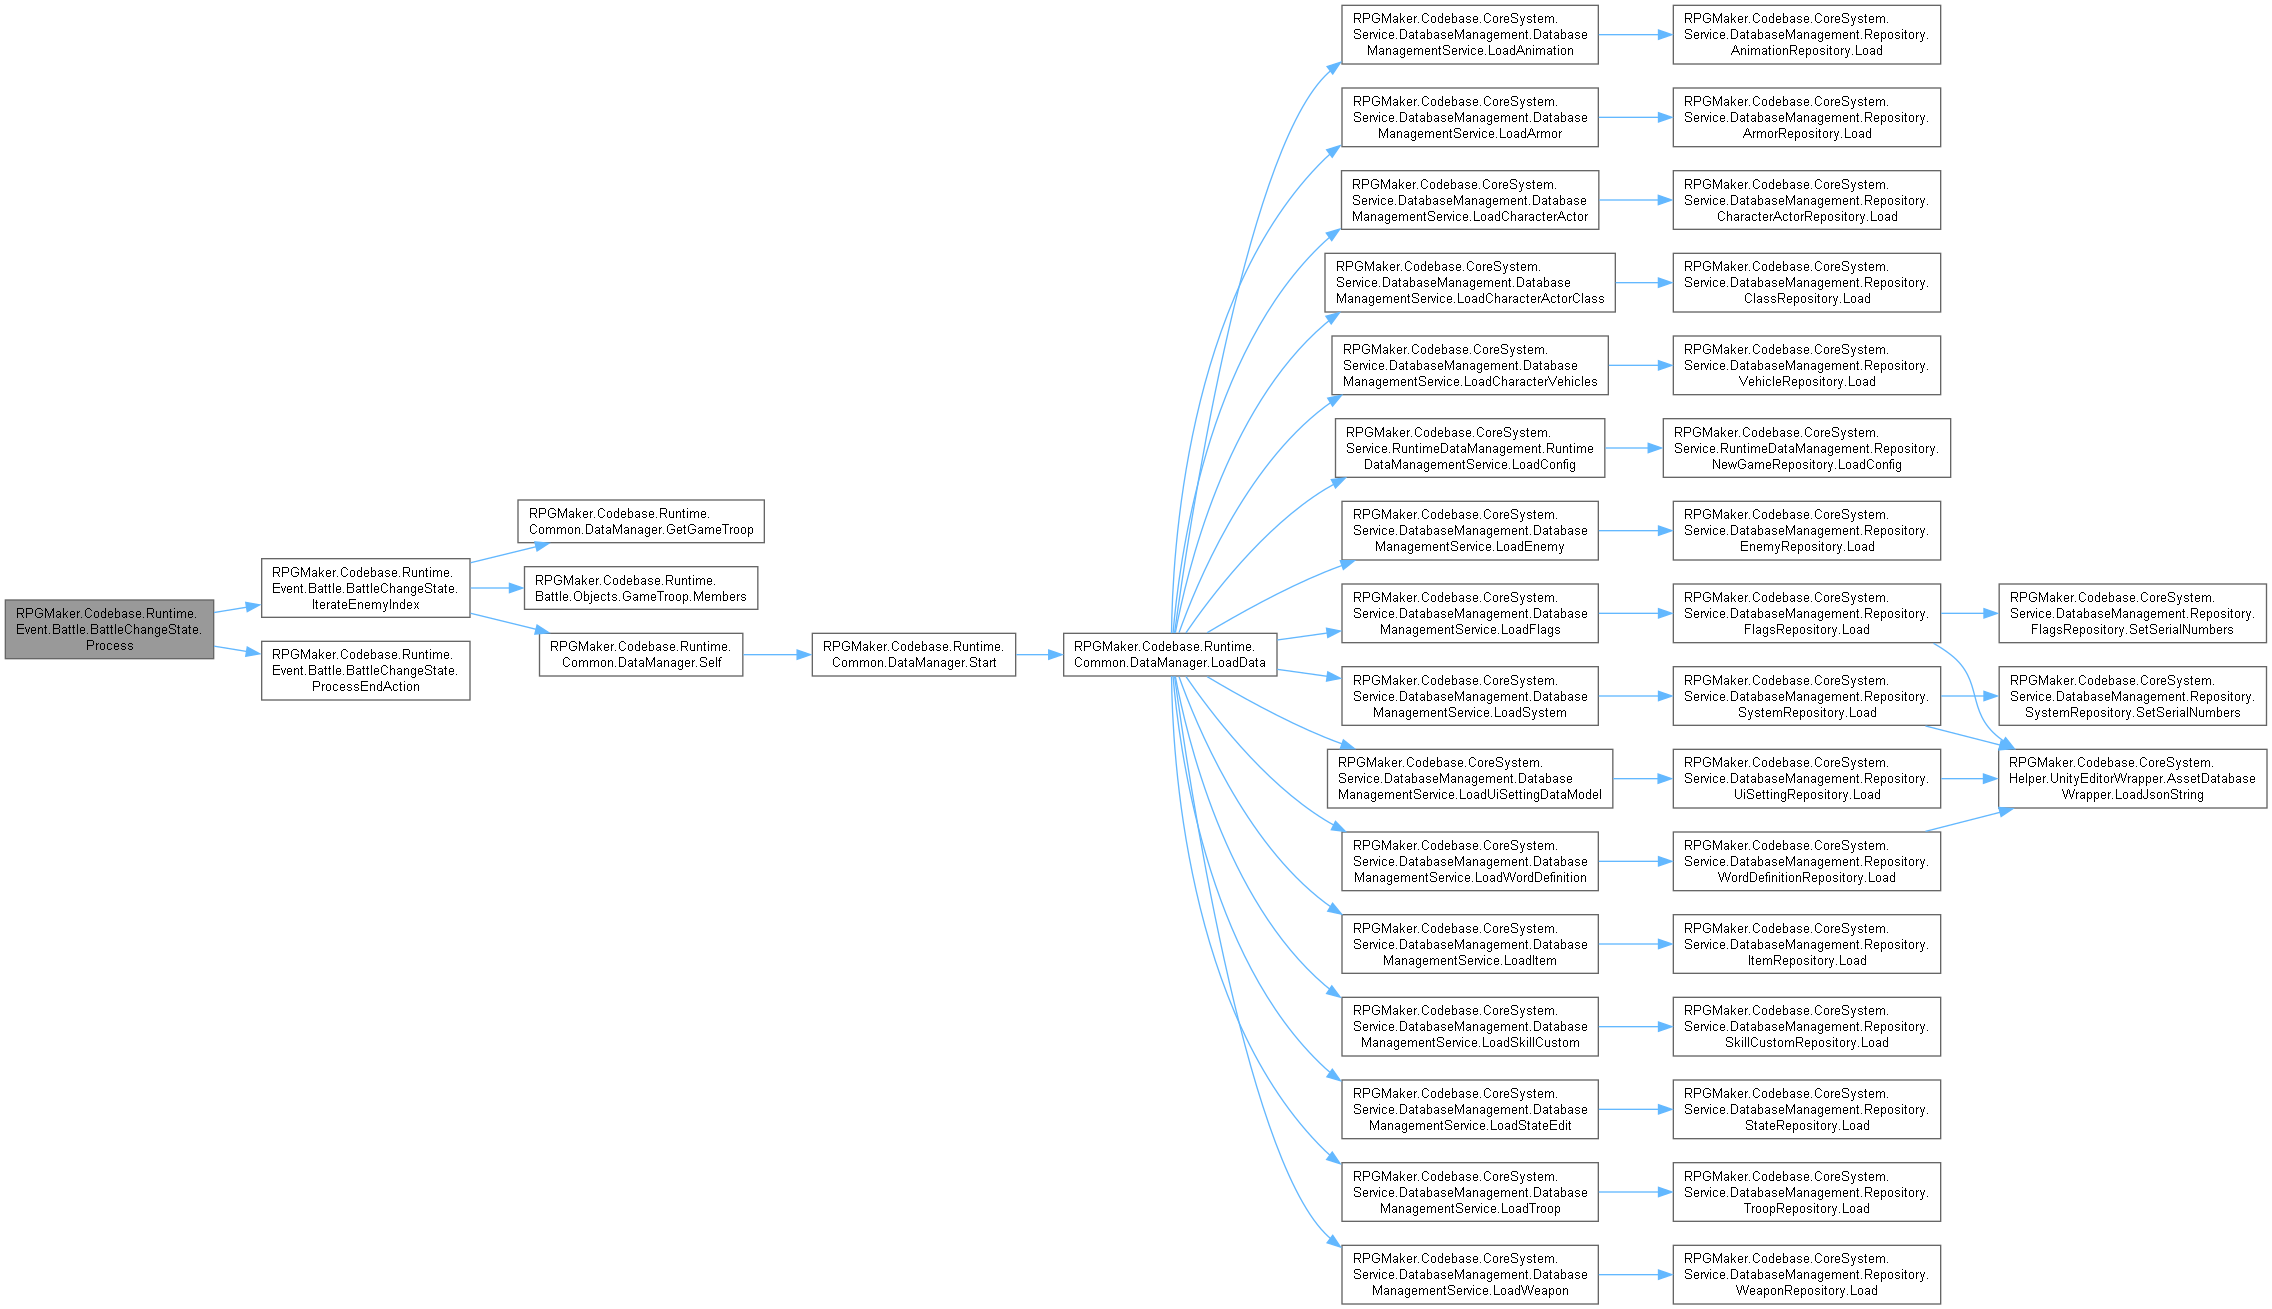 RPGMaker.Codebase.Runtime.
Event.Battle.BattleChangeState.
Process
RPGMaker.Codebase.Runtime.
Event.Battle.BattleChangeState.
IterateEnemyIndex
RPGMaker.Codebase.Runtime.
Event.Battle.BattleChangeState.
ProcessEndAction
RPGMaker.Codebase.Runtime.
Common.DataManager.GetGameTroop
RPGMaker.Codebase.Runtime.
Battle.Objects.GameTroop.Members
RPGMaker.Codebase.Runtime.
Common.DataManager.Self
RPGMaker.Codebase.Runtime.
Common.DataManager.Start
RPGMaker.Codebase.Runtime.
Common.DataManager.LoadData
RPGMaker.Codebase.CoreSystem.
Service.DatabaseManagement.Database
ManagementService.LoadAnimation
RPGMaker.Codebase.CoreSystem.
Service.DatabaseManagement.Repository.
AnimationRepository.Load
RPGMaker.Codebase.CoreSystem.
Service.DatabaseManagement.Database
ManagementService.LoadArmor
RPGMaker.Codebase.CoreSystem.
Service.DatabaseManagement.Repository.
ArmorRepository.Load
RPGMaker.Codebase.CoreSystem.
Service.DatabaseManagement.Database
ManagementService.LoadCharacterActor
RPGMaker.Codebase.CoreSystem.
Service.DatabaseManagement.Repository.
CharacterActorRepository.Load
RPGMaker.Codebase.CoreSystem.
Service.DatabaseManagement.Database
ManagementService.LoadCharacterActorClass
RPGMaker.Codebase.CoreSystem.
Service.DatabaseManagement.Repository.
ClassRepository.Load
RPGMaker.Codebase.CoreSystem.
Service.DatabaseManagement.Database
ManagementService.LoadCharacterVehicles
RPGMaker.Codebase.CoreSystem.
Service.DatabaseManagement.Repository.
VehicleRepository.Load
RPGMaker.Codebase.CoreSystem.
Service.RuntimeDataManagement.Runtime
DataManagementService.LoadConfig
RPGMaker.Codebase.CoreSystem.
Service.RuntimeDataManagement.Repository.
NewGameRepository.LoadConfig
RPGMaker.Codebase.CoreSystem.
Service.DatabaseManagement.Database
ManagementService.LoadEnemy
RPGMaker.Codebase.CoreSystem.
Service.DatabaseManagement.Repository.
EnemyRepository.Load
RPGMaker.Codebase.CoreSystem.
Service.DatabaseManagement.Database
ManagementService.LoadFlags
RPGMaker.Codebase.CoreSystem.
Service.DatabaseManagement.Repository.
FlagsRepository.Load
RPGMaker.Codebase.CoreSystem.
Service.DatabaseManagement.Repository.
FlagsRepository.SetSerialNumbers
RPGMaker.Codebase.CoreSystem.
Service.DatabaseManagement.Database
ManagementService.LoadSystem
RPGMaker.Codebase.CoreSystem.
Service.DatabaseManagement.Repository.
SystemRepository.Load
RPGMaker.Codebase.CoreSystem.
Service.DatabaseManagement.Repository.
SystemRepository.SetSerialNumbers
RPGMaker.Codebase.CoreSystem.
Service.DatabaseManagement.Database
ManagementService.LoadUiSettingDataModel
RPGMaker.Codebase.CoreSystem.
Service.DatabaseManagement.Repository.
UiSettingRepository.Load
RPGMaker.Codebase.CoreSystem.
Helper.UnityEditorWrapper.AssetDatabase
Wrapper.LoadJsonString
RPGMaker.Codebase.CoreSystem.
Service.DatabaseManagement.Database
ManagementService.LoadWordDefinition
RPGMaker.Codebase.CoreSystem.
Service.DatabaseManagement.Repository.
WordDefinitionRepository.Load
RPGMaker.Codebase.CoreSystem.
Service.DatabaseManagement.Database
ManagementService.LoadItem
RPGMaker.Codebase.CoreSystem.
Service.DatabaseManagement.Repository.
ItemRepository.Load
RPGMaker.Codebase.CoreSystem.
Service.DatabaseManagement.Database
ManagementService.LoadSkillCustom
RPGMaker.Codebase.CoreSystem.
Service.DatabaseManagement.Repository.
SkillCustomRepository.Load
RPGMaker.Codebase.CoreSystem.
Service.DatabaseManagement.Database
ManagementService.LoadStateEdit
RPGMaker.Codebase.CoreSystem.
Service.DatabaseManagement.Repository.
StateRepository.Load
RPGMaker.Codebase.CoreSystem.
Service.DatabaseManagement.Database
ManagementService.LoadTroop
RPGMaker.Codebase.CoreSystem.
Service.DatabaseManagement.Repository.
TroopRepository.Load
RPGMaker.Codebase.CoreSystem.
Service.DatabaseManagement.Database
ManagementService.LoadWeapon
RPGMaker.Codebase.CoreSystem.
Service.DatabaseManagement.Repository.
WeaponRepository.Load